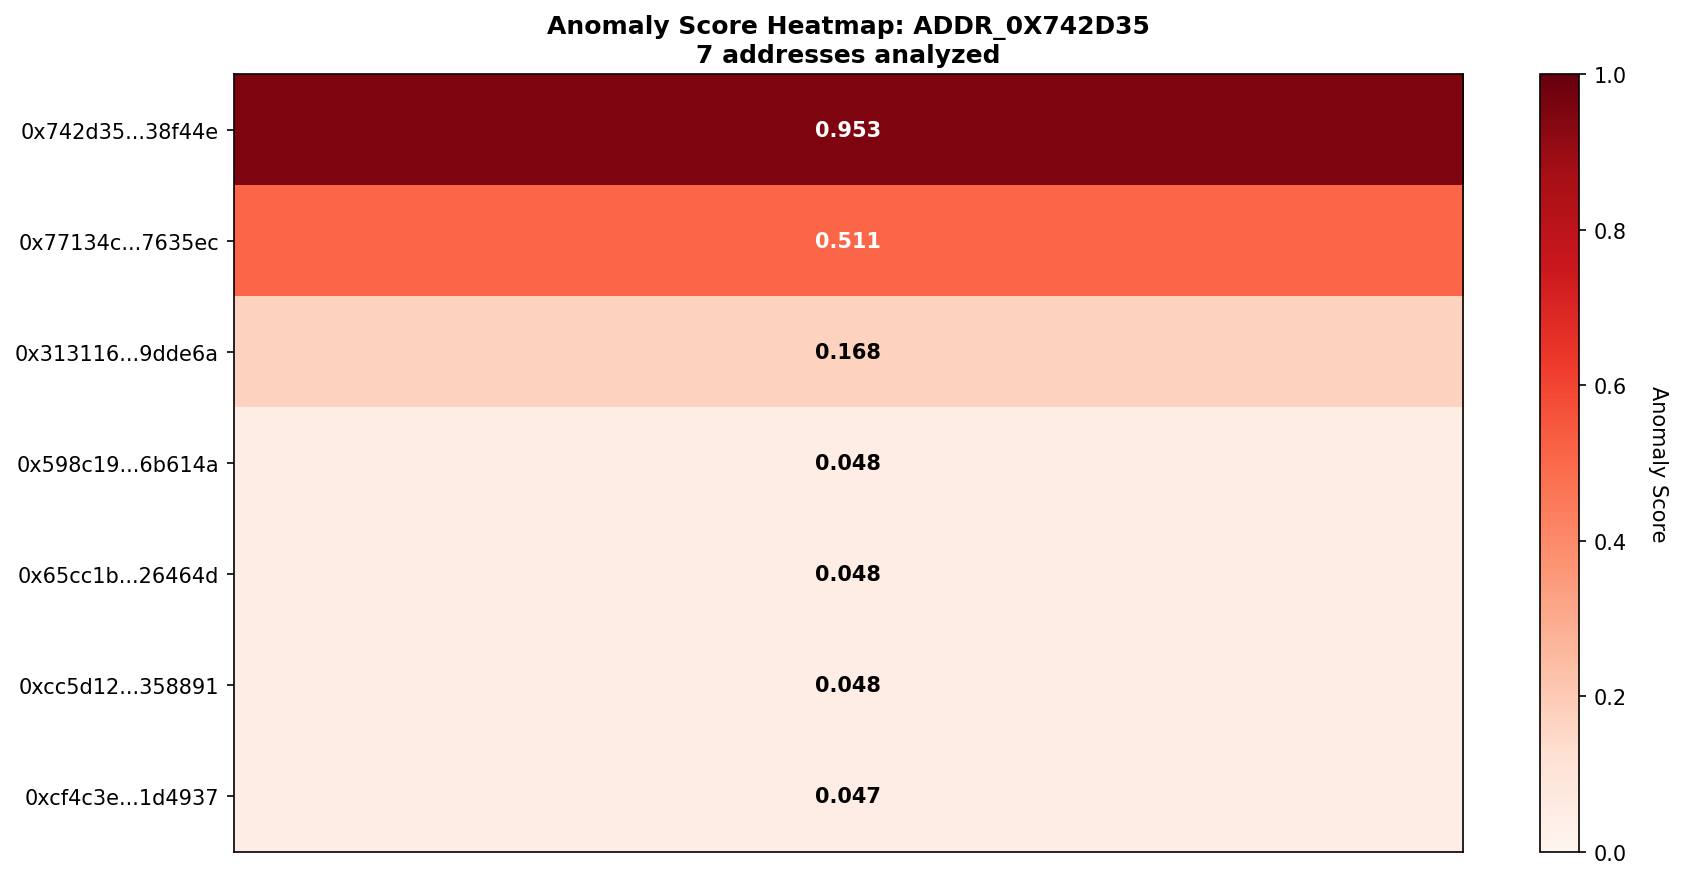 Anomaly Score Heatmap: ADDR_0X742D35
7 addresses analyzed
0x742d35...38f44e
0.953
0x77134c...7635ec
0.511
0x313116...9dde6a
0.168
0x598c19...6b614a
0.048
0x65cc1b...26464d
0.048
0xcc5d12...358891
0.048
0xcf4c3e...1d4937
0.047
1.0
0.8
0.6
0.4
0.2
0.0
Anomaly Score